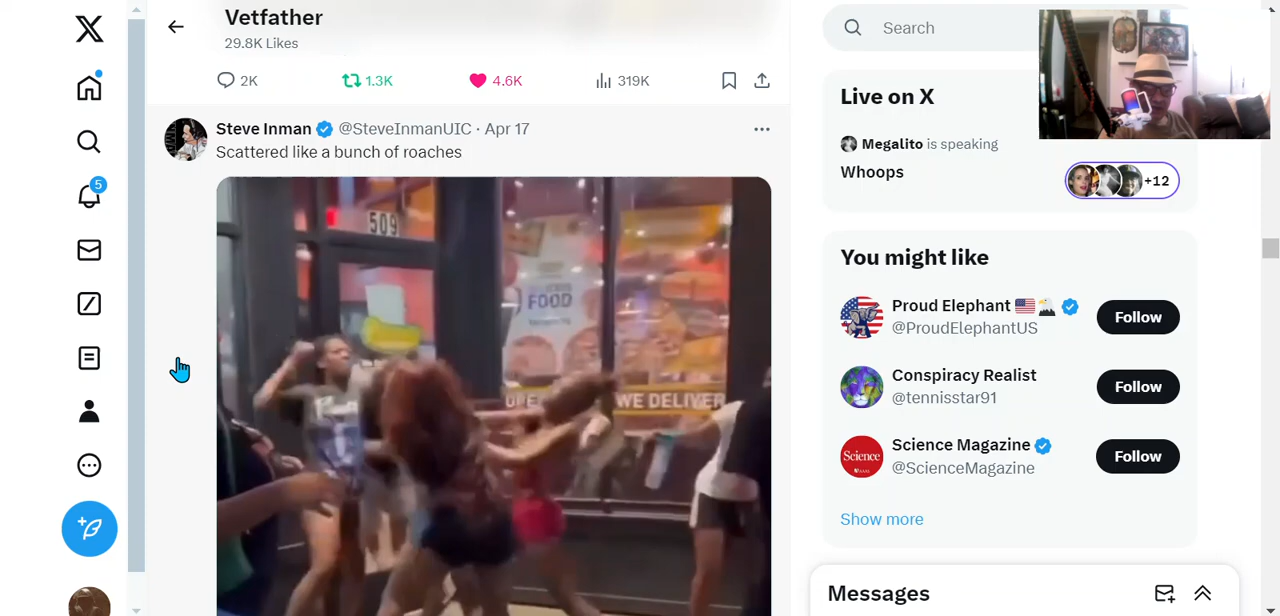 Vetfather
29.8K Likes
2K
1.3K
4.6K
319K
Steve Inman @SteveInmanUIC · Apr 17
Scattered like a bunch of roaches
509
FOOD
WE DELIVER
5
Search
Live on X
Megalito is speaking
Whoops
+12
You might like
Proud Elephant
@ProudElephantUS
Follow
Conspiracy Realist
@tennisstar91
Follow
Science
Science Magazine
@ScienceMagazine
Follow
Show more
Messages